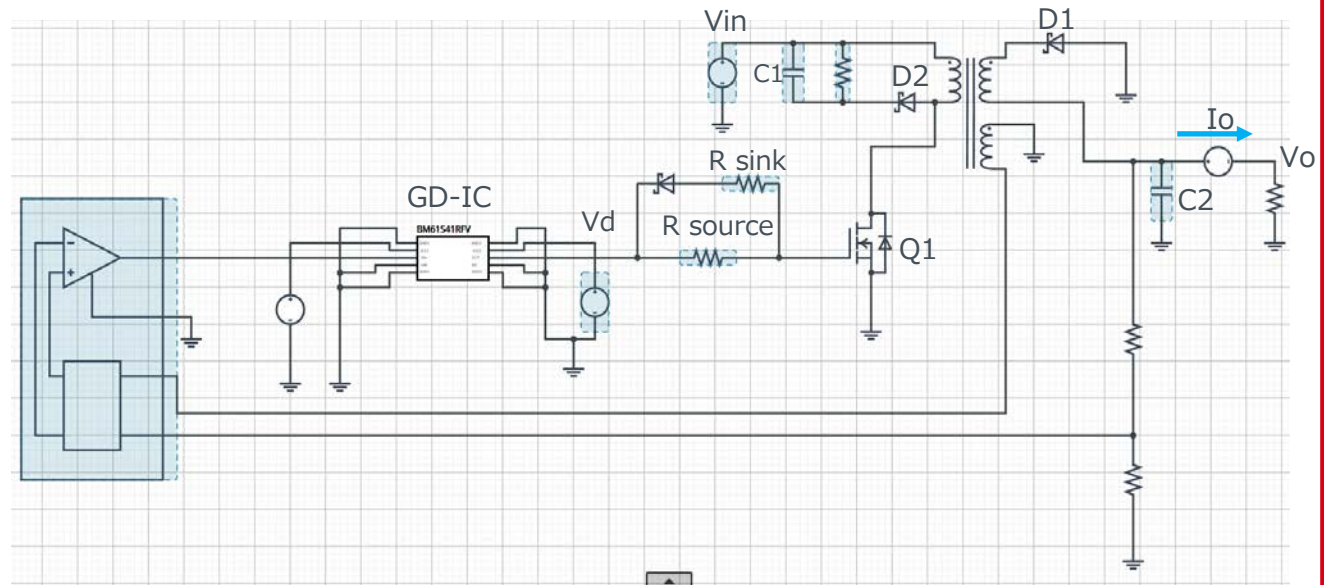 Vin
D1
C1
D2
Io
Vo
R sink
GD-IC
C2
Vd
R source
BM61S41RFV
Q1